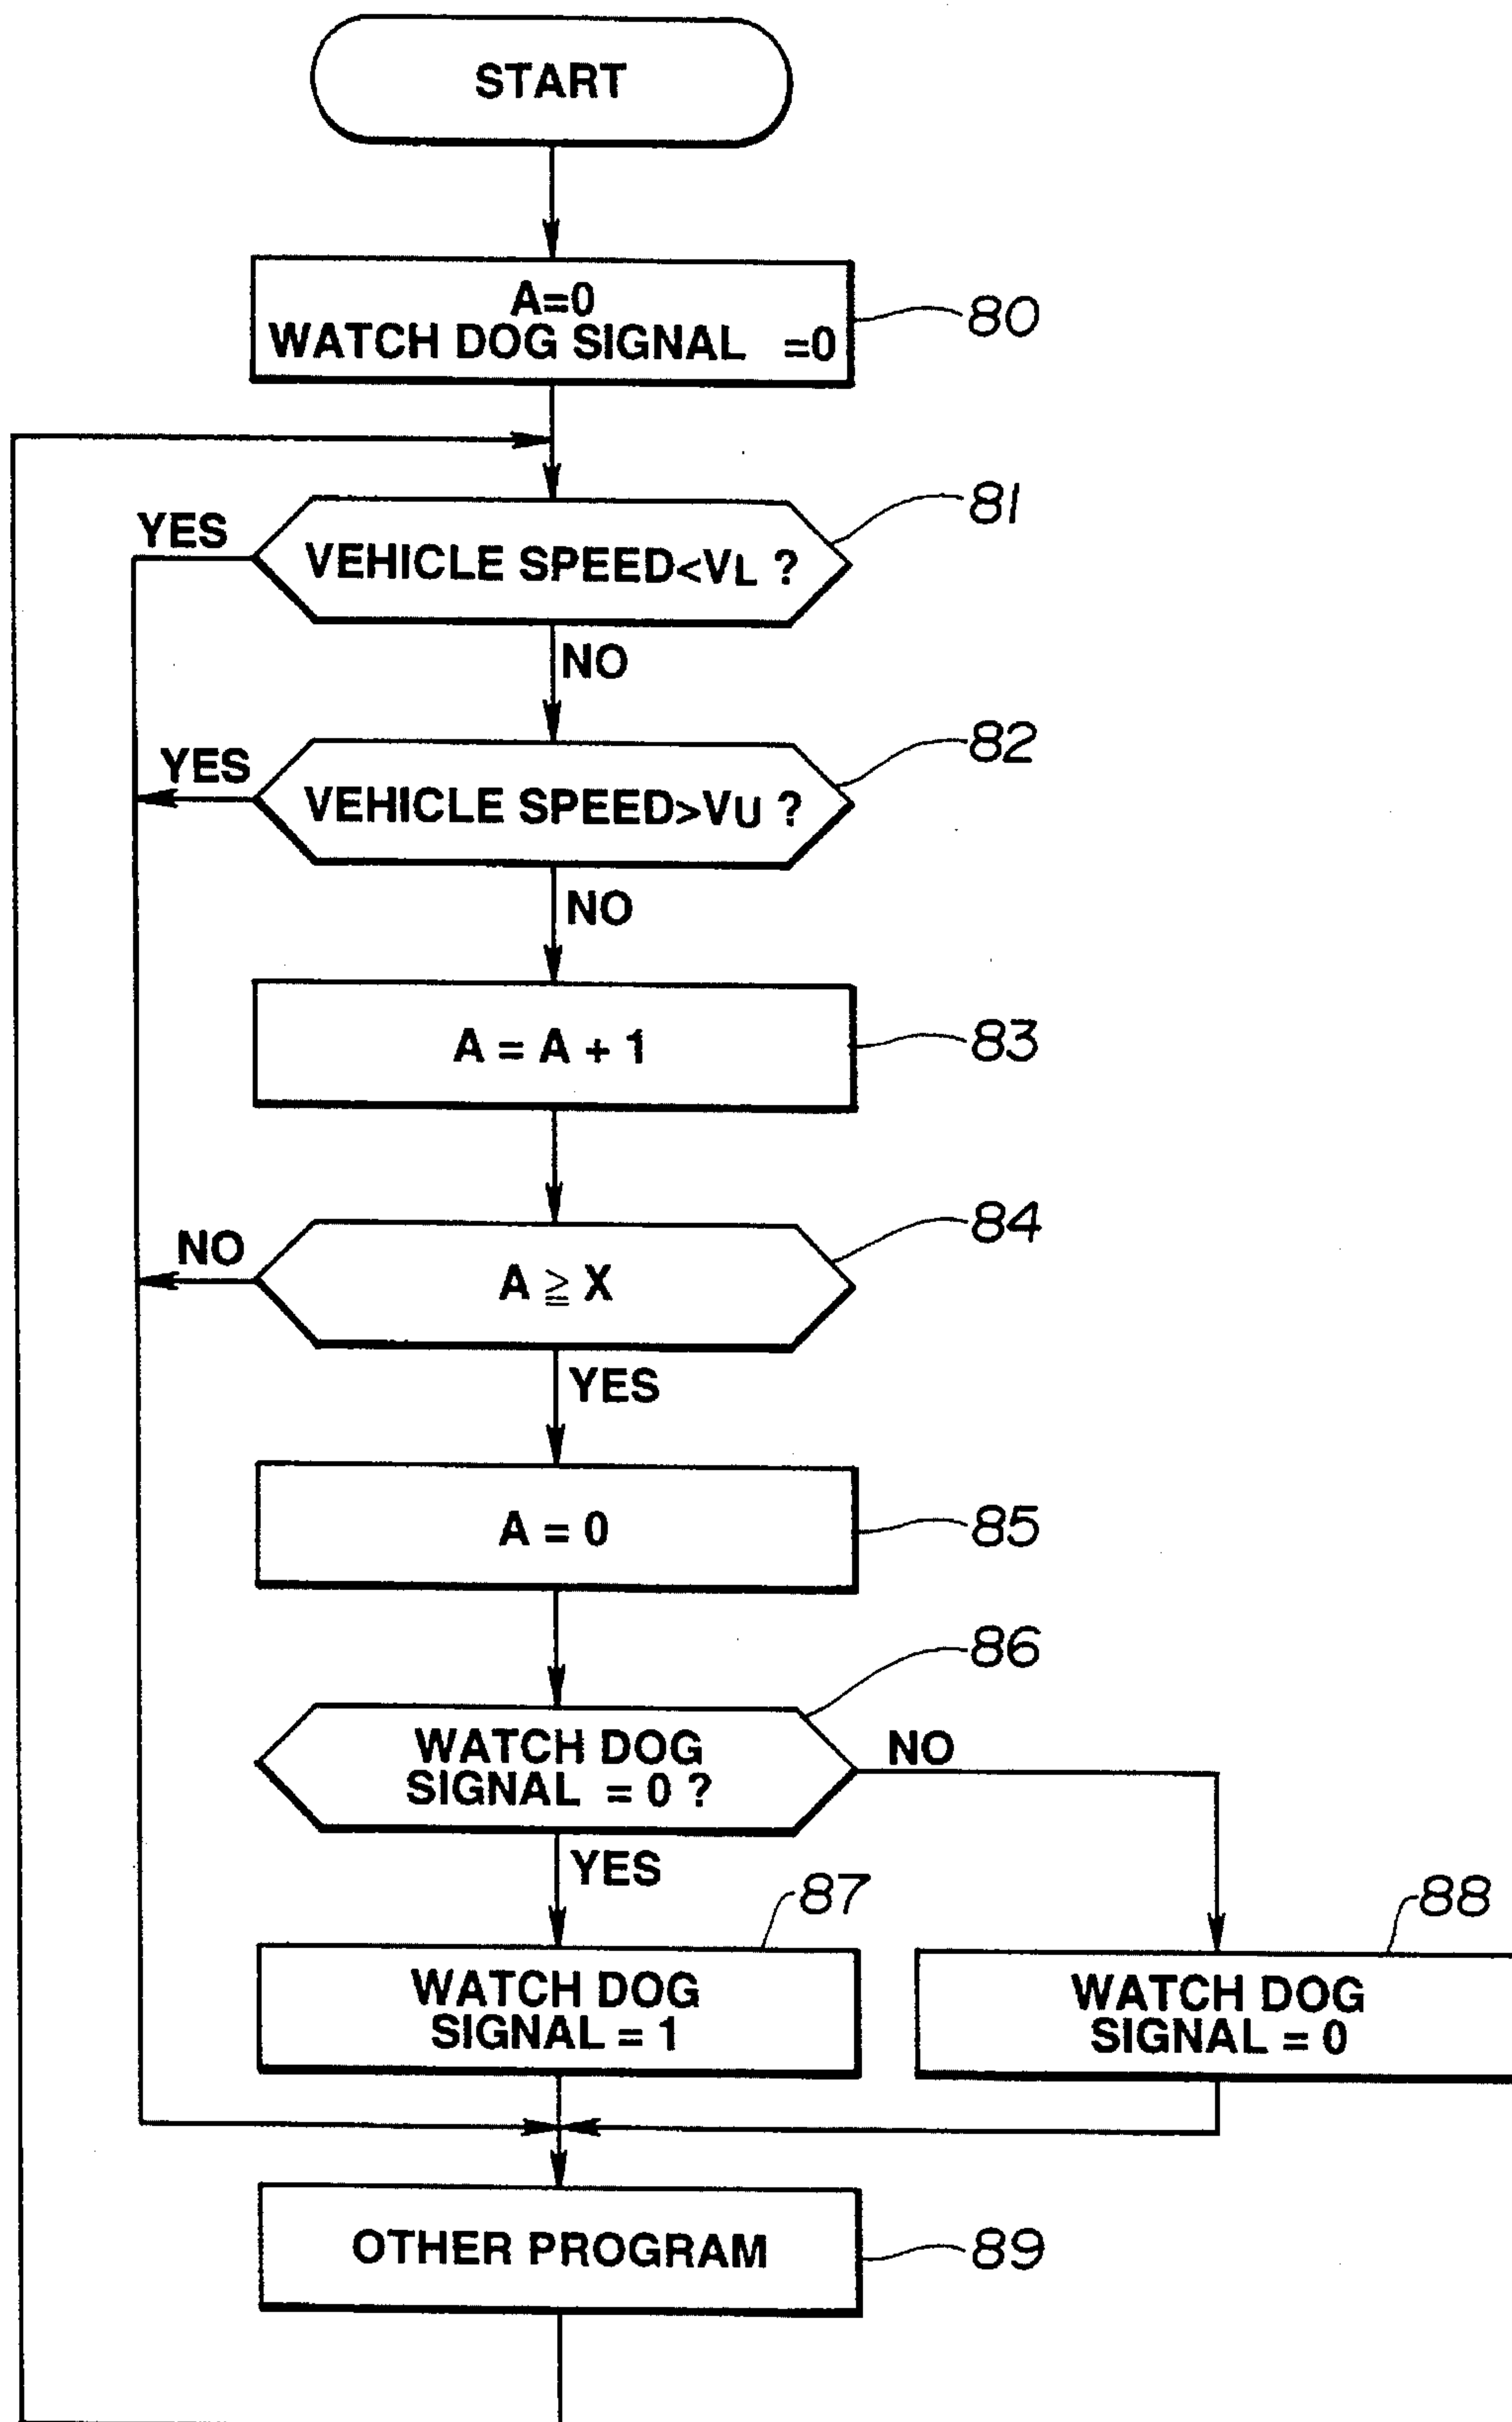 START
A=0
WATCH DOG SIGNAL =0
80
81
YES
VEHICLE SPEED<VL ?
NO
82
YES
VEHICLE SPEED>VU ?
NO
A = A + 1
83
84
NO
A ≧ X
YES
A = 0
85
86
WATCH DOG
SIGNAL = 0 ?
NO
YES
87
88
WATCH DOG
SIGNAL = 1
WATCH DOG
SIGNAL = 0
OTHER PROGRAM
89